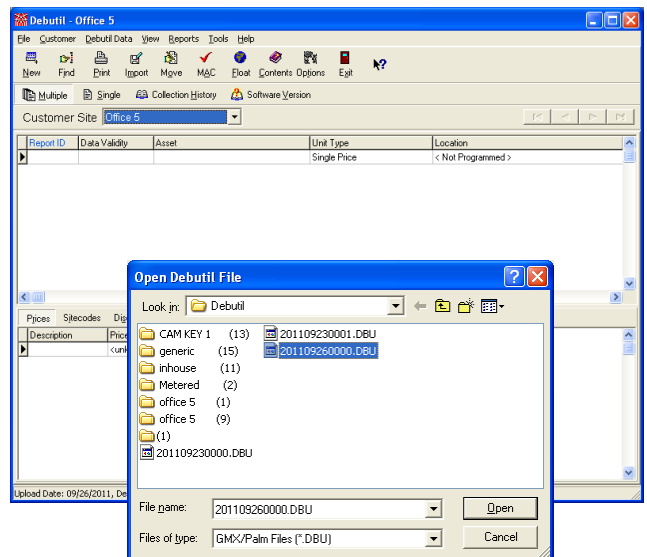 Debutil - Office 5
File Customer Debutil Data View Reports Tools Help
New Find Print Import Move MAC Float Contents Options Exit
Multiple Single Collection History Software Version
Customer Site Office 5
Report ID Data Validity Asset Unit Type Location
Single Price < Not Programmed >
Open Debutil File
Look in: Debutil
Prices Sitecodes
Description
CAM KEY 1 (13) 201109230001.DBU
generic (15) 201109260000.DBU
inhouse (11)
Metered (2)
office 5 (1)
office 5 (9)
(1)
201109230000.DBU
Upload Date: 09/26/2011,
File name: 201109260000.DBU Open
Files of type: GMX/Palm Files (*.DBU) Cancel